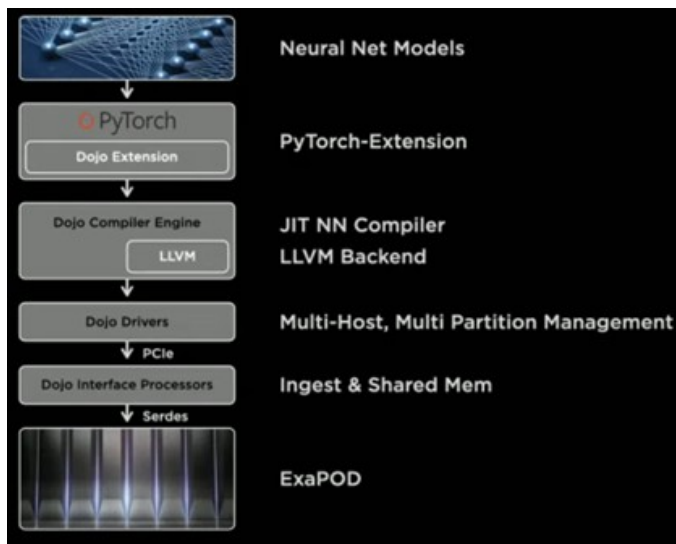 Neural Net Models
PyTorch
Dojo Extension
PyTorch-Extension
Dojo Compiler Engine
LLVM
JIT NN Compiler
LLVM Backend
Dojo Drivers
Multi-Host, Multi Partition Management
PCIe
Dojo Interface Processors
Ingest & Shared Mem
Serdes
ExaPOD